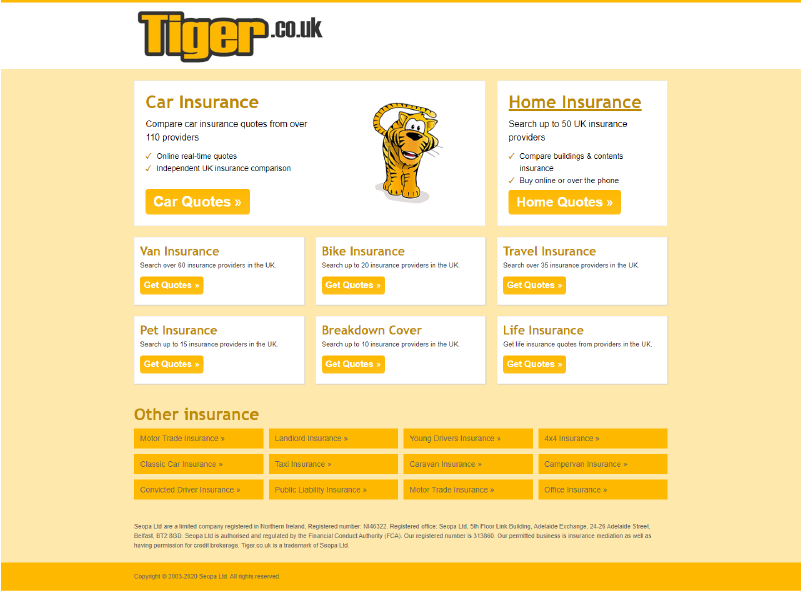 Tiger.co.uk
Car Insurance
Compare car insurance quotes from over
110 providers
✓ Online real-time quotes
✓ Independent UK insurance comparison
Car Quotes »
Home Insurance
Search up to 50 UK insurance
providers
✓ Compare buildings & contents
insurance
✓ Buy online or over the phone
Home Quotes »
Van Insurance
Search over 60 insurance providers in the UK.
Get Quotes »
Bike Insurance
Search up to 20 insurance providers in the UK.
Get Quotes »
Travel Insurance
Search over 35 insurance providers in the UK.
Get Quotes »
Pet Insurance
Search up to 15 insurance providers in the UK.
Get Quotes »
Breakdown Cover
Search up to 10 insurance providers in the UK.
Get Quotes »
Life Insurance
Get life insurance quotes from providers in the UK.
Get Quotes »
Other insurance
Motor Trade Insurance »
Landlord Insurance »
Young Drivers Insurance »
4x4 Insurance »
Classic Car Insurance »
Taxi Insurance »
Caravan Insurance »
Campervan Insurance »
Convicted Driver Insurance »
Public Liability Insurance »
Motor Trade Insurance »
Office Insurance »
Seopa Ltd are a limited company registered in Northern Ireland. Registered number: NI46322. Registered office: Seopa Ltd, 5th Floor Link Building, Adelaide Exchange, 24-26 Adelaide Street,
Belfast, BT2 8GD. Seopa Ltd is authorised and regulated by the Financial Conduct Authority (FCA). Our registered number is 313860. Our permitted business is insurance mediation as well as
having permission for credit brokerage. Tiger.co.uk is a trademark of Seopa Ltd.
Copyright © 2003-2020 Seopa Ltd. All rights reserved.